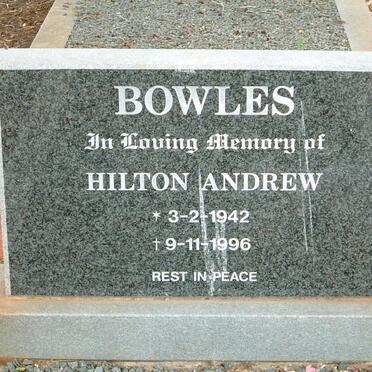 BOWLES
In Loving Memory of
HILTON ANDREW
* 3-2-1942
† 9-11-1996
REST IN PEACE